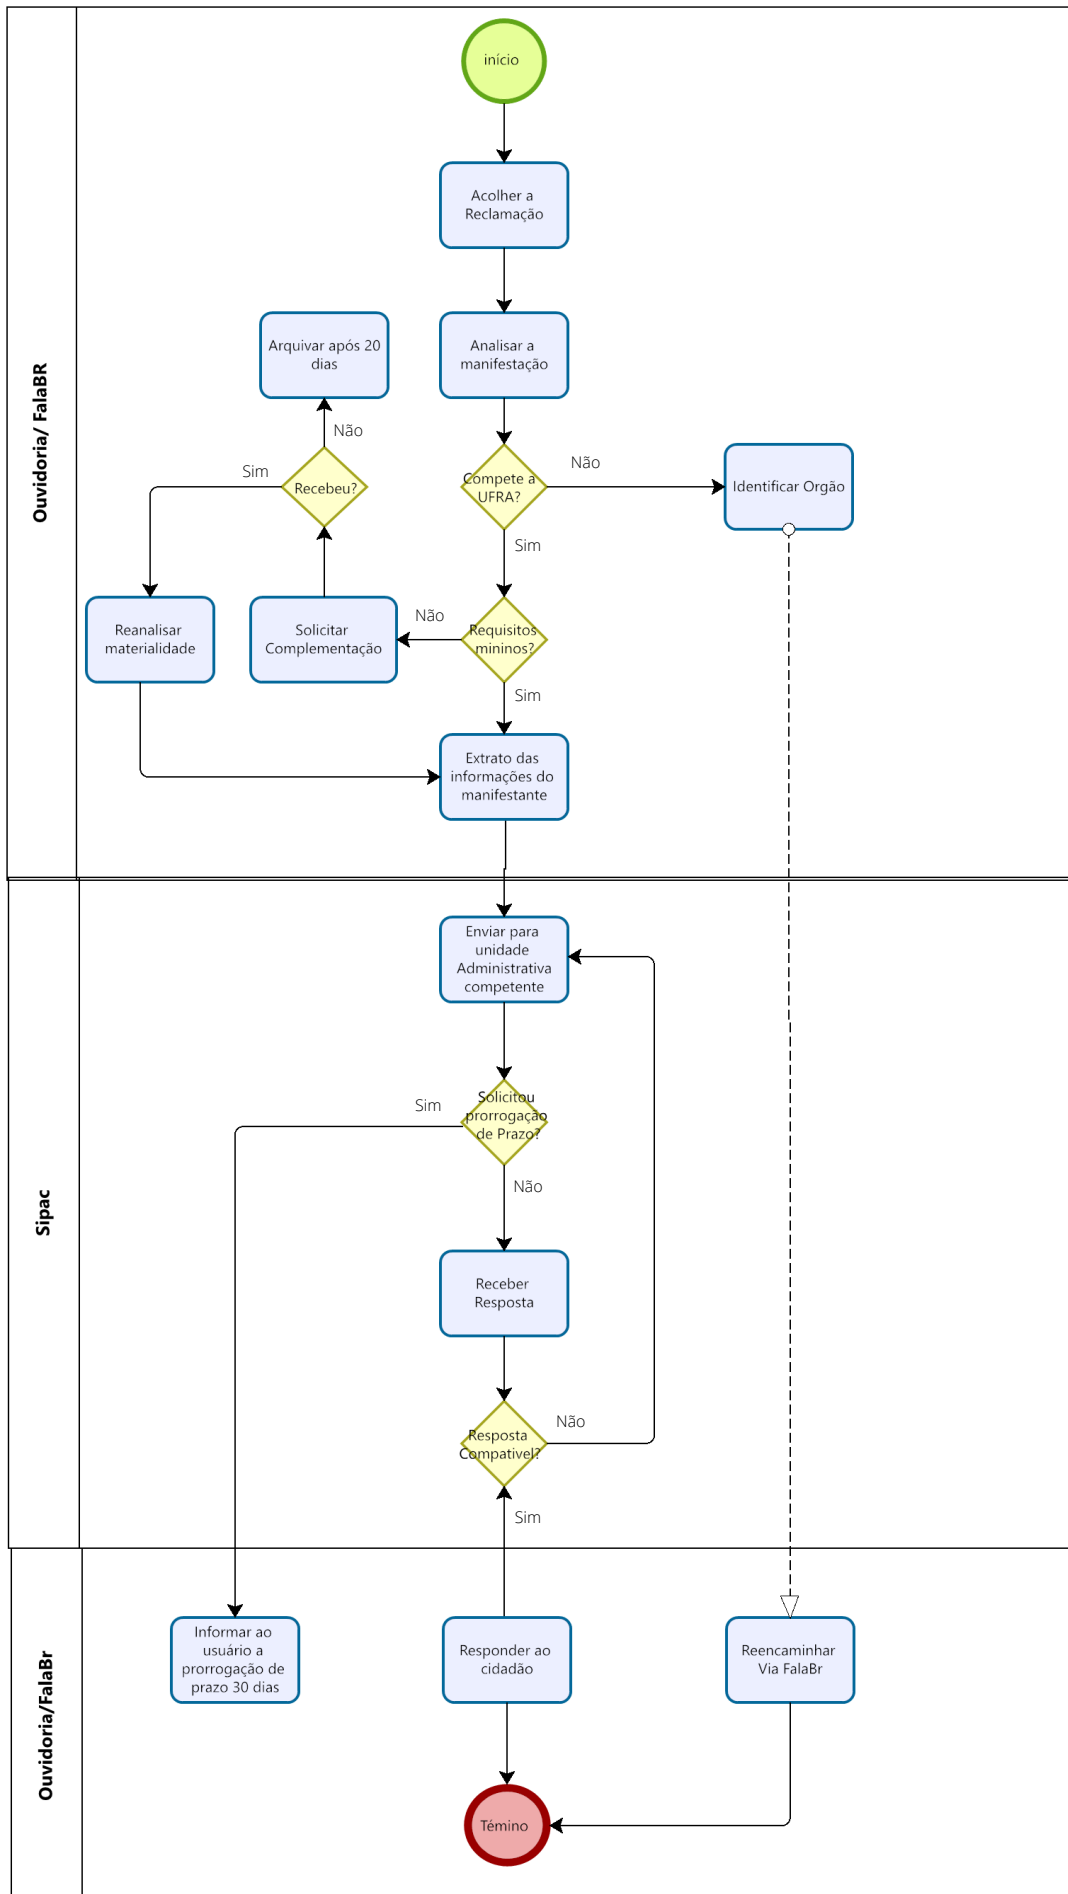 Ouvidoria/ FalaBR
início
Acolher a
Reclamação
Arquivar após 20
dias
Analisar a
manifestação
Não
Sim
Recebeu?
Compete a
UFRA?
Não
Identificar Orgão
Sim
Reanalisar
materialidade
Solicitar
Complementação
Não
Requisitos
mininos?
Sim
Extrato das
informações do
manifestante
Sipac
Enviar para
unidade
Administrativa
competente
Sim
Solicitou
prorrogação
de Prazo?
Não
Receber
Resposta
Resposta
Compativel?
Não
Sim
Ouvidoria/FalaBr
Informar ao
usuário a
prorrogação de
prazo 30 dias
Responder ao
cidadão
Reencaminhar
Via FalaBr
Témino